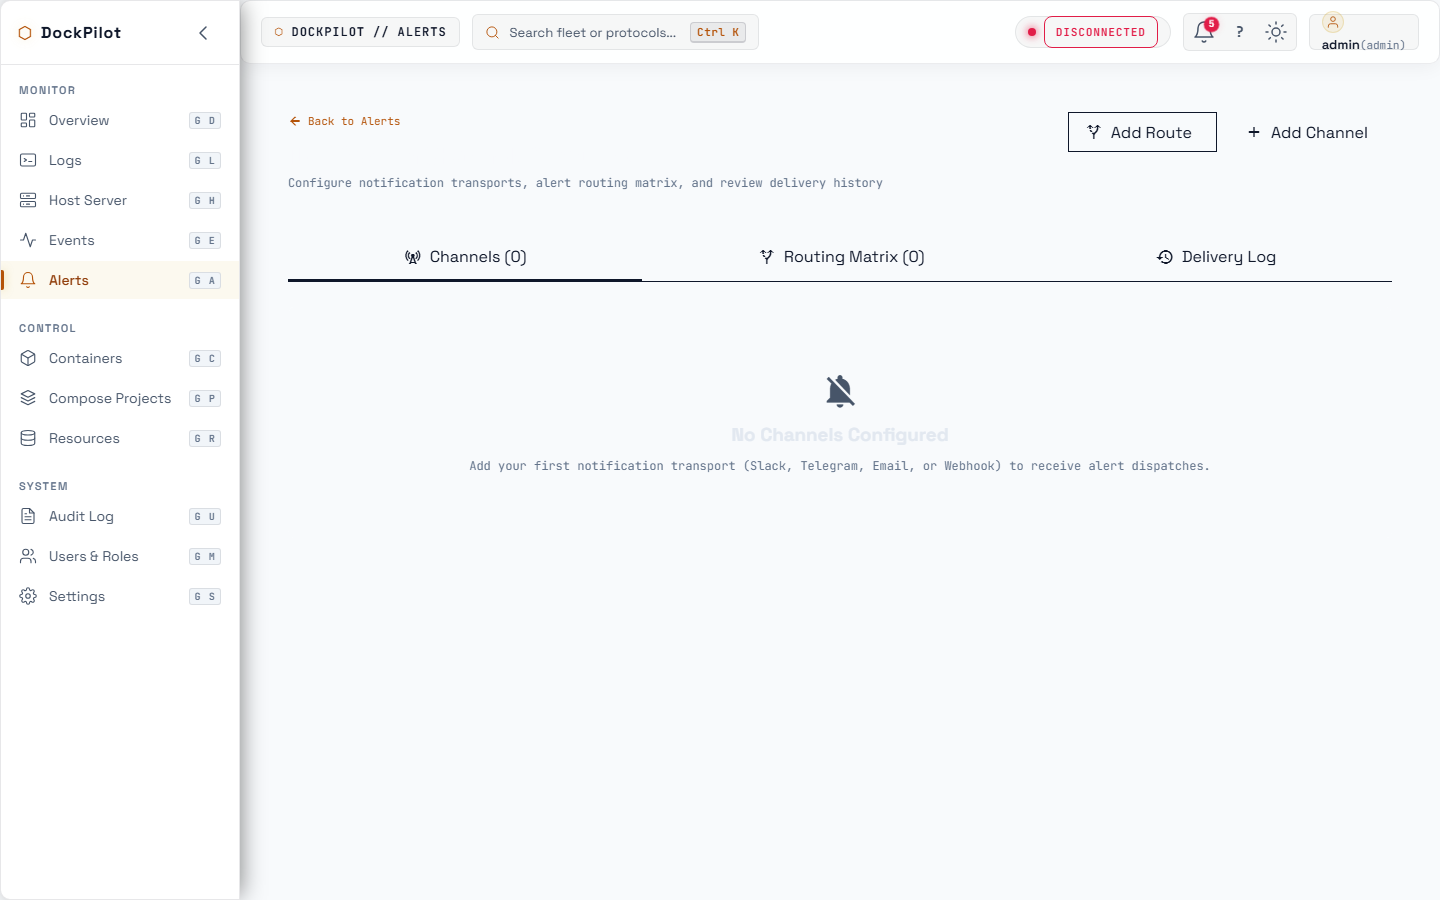 DockPilot
MONITOR
Overview G D
Logs G L
Host Server G H
Events G E
Alerts G A
CONTROL
Containers G C
Compose Projects G P
Resources G R
SYSTEM
Audit Log G U
Users & Roles G M
Settings G S
DOCKPILOT // ALERTS
Search fleet or protocols... Ctrl K
DISCONNECTED
5
?
admin(admin)
Back to Alerts
Add Route
+ Add Channel
Configure notification transports, alert routing matrix, and review delivery history
Channels (0)
Routing Matrix (0)
Delivery Log
No Channels Configured
Add your first notification transport (Slack, Telegram, Email, or Webhook) to receive alert dispatches.